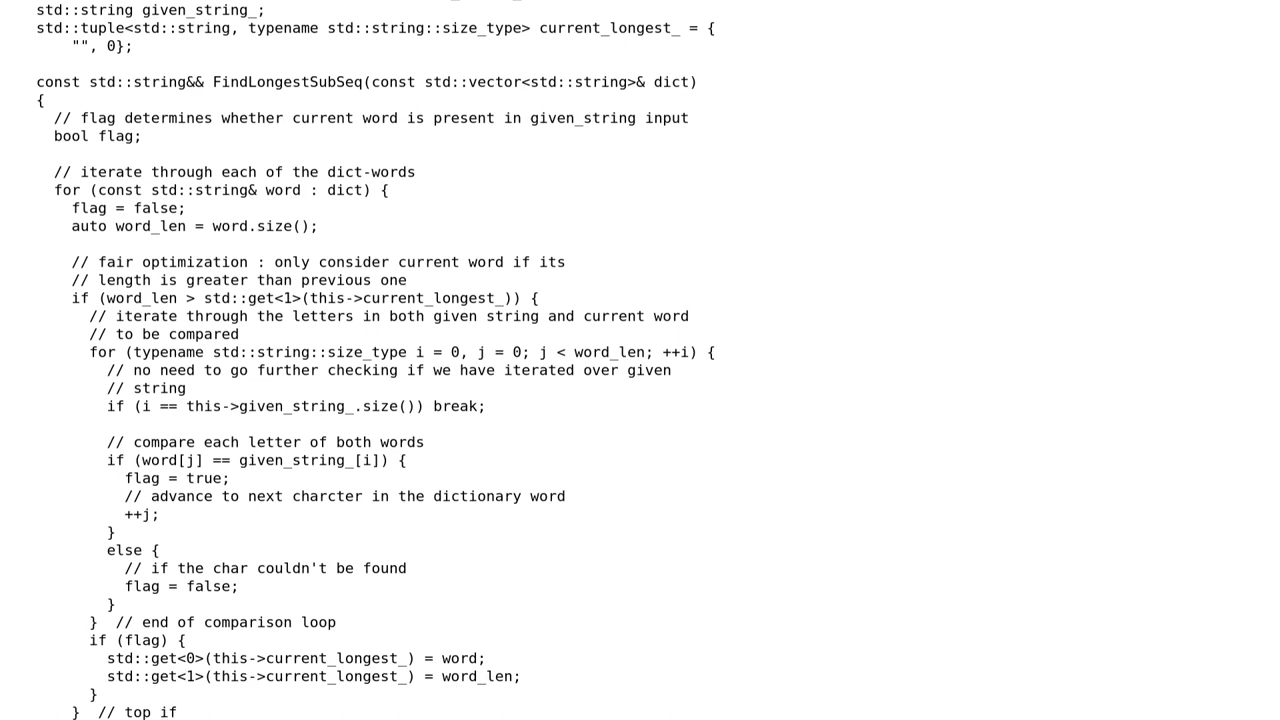 std::string given_string_;
std::tuple<std::string, typename std::string::size_type> current_longest_ = {
    "", 0};

const std::string&& FindLongestSubSeq(const std::vector<std::string>& dict)
{
  // flag determines whether current word is present in given_string input
  bool flag;

  // iterate through each of the dict-words
  for (const std::string& word : dict) {
    flag = false;
    auto word_len = word.size();

    // fair optimization : only consider current word if its
    // length is greater than previous one
    if (word_len > std::get<1>(this->current_longest_)) {
      // iterate through the letters in both given string and current word
      // to be compared
      for (typename std::string::size_type i = 0, j = 0; j < word_len; ++i) {
        // no need to go further checking if we have iterated over given
        // string
        if (i == this->given_string_.size()) break;

        // compare each letter of both words
        if (word[j] == given_string_[i]) {
          flag = true;
          // advance to next charcter in the dictionary word
          ++j;
        }
        else {
          // if the char couldn't be found
          flag = false;
        }
      }  // end of comparison loop
      if (flag) {
        std::get<0>(this->current_longest_) = word;
        std::get<1>(this->current_longest_) = word_len;
      }
    }  // top if